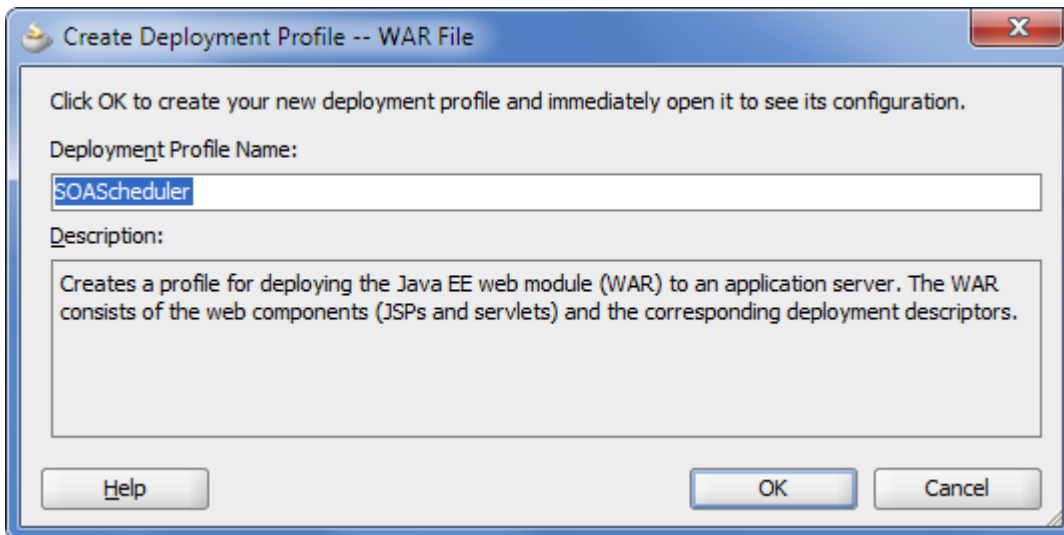 Create Deployment Profile -- WAR File
Click OK to create your new deployment profile and immediately open it to see its configuration.
Deployment Profile Name:
SOAScheduler
Description:
Creates a profile for deploying the Java EE web module (WAR) to an application server. The WAR
consists of the web components (JSPs and servlets) and the corresponding deployment descriptors.
Help
OK
Cancel